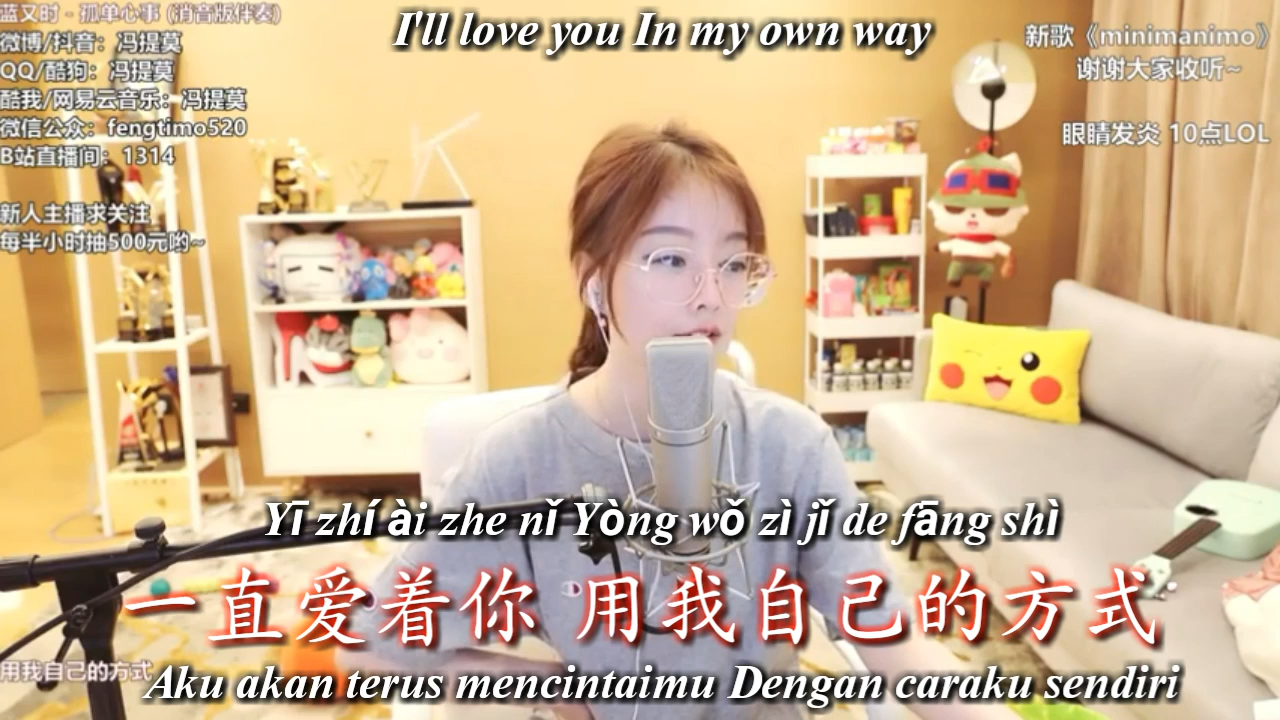 蓝又时 - 孤单心事 (消音版伴奏)
微博/抖音：冯提莫
QQ/酷狗：冯提莫
酷我/网易云音乐：冯提莫
微信公众：fengtimo520
B站直播间：1314
新人主播求关注
每半小时抽500元哟~
I'll love you In my own way
新歌《minimanimo》
谢谢大家收听~
眼睛发炎 10点LOL
Yī zhí ài zhe nǐ Yòng wǒ zì jǐ de fāng shì
一直爱着你 用我自己的方式
用我自己的方式
Aku akan terus mencintaimu Dengan caraku sendiri